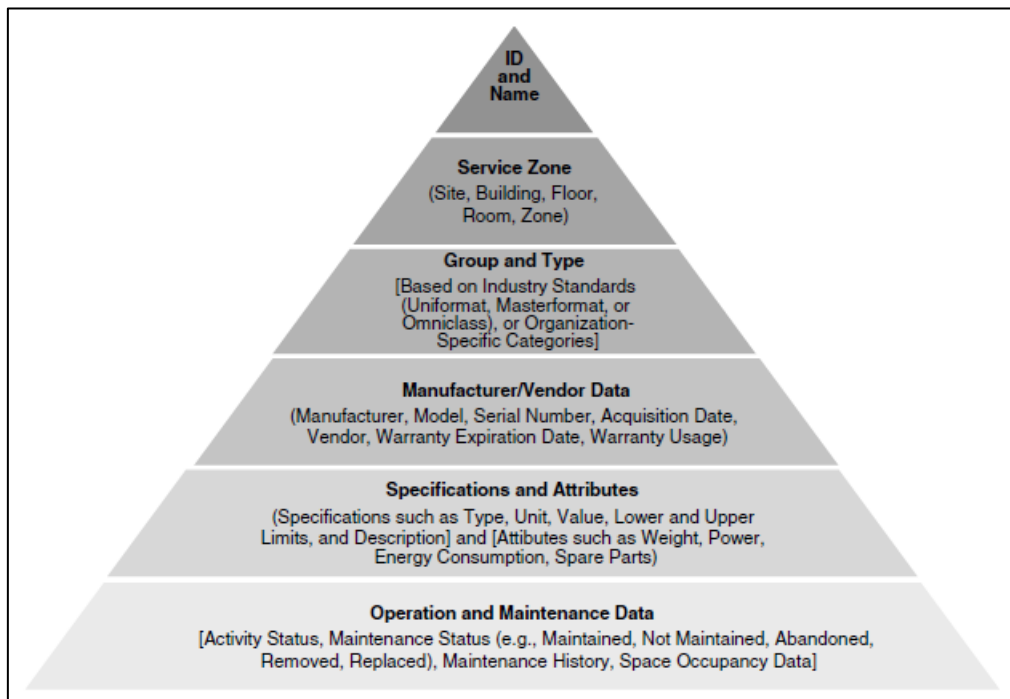 ID
and
Name
Service Zone
(Site, Building, Floor,
Room, Zone)
Group and Type
[Based on Industry Standards
(Uniformat, Masterformat, or
Omniclass), or Organization-
Specific Categories]
Manufacturer/Vendor Data
(Manufacturer, Model, Serial Number, Acquisition Date,
Vendor, Warranty Expiration Date, Warranty Usage)
Specifications and Attributes
(Specifications such as Type, Unit, Value, Lower and Upper
Limits, and Description] and [Attibutes such as Weight, Power,
Energy Consumption, Spare Parts)
Operation and Maintenance Data
[Activity Status, Maintenance Status (e.g., Maintained, Not Maintained, Abandoned,
Removed, Replaced), Maintenance History, Space Occupancy Data]